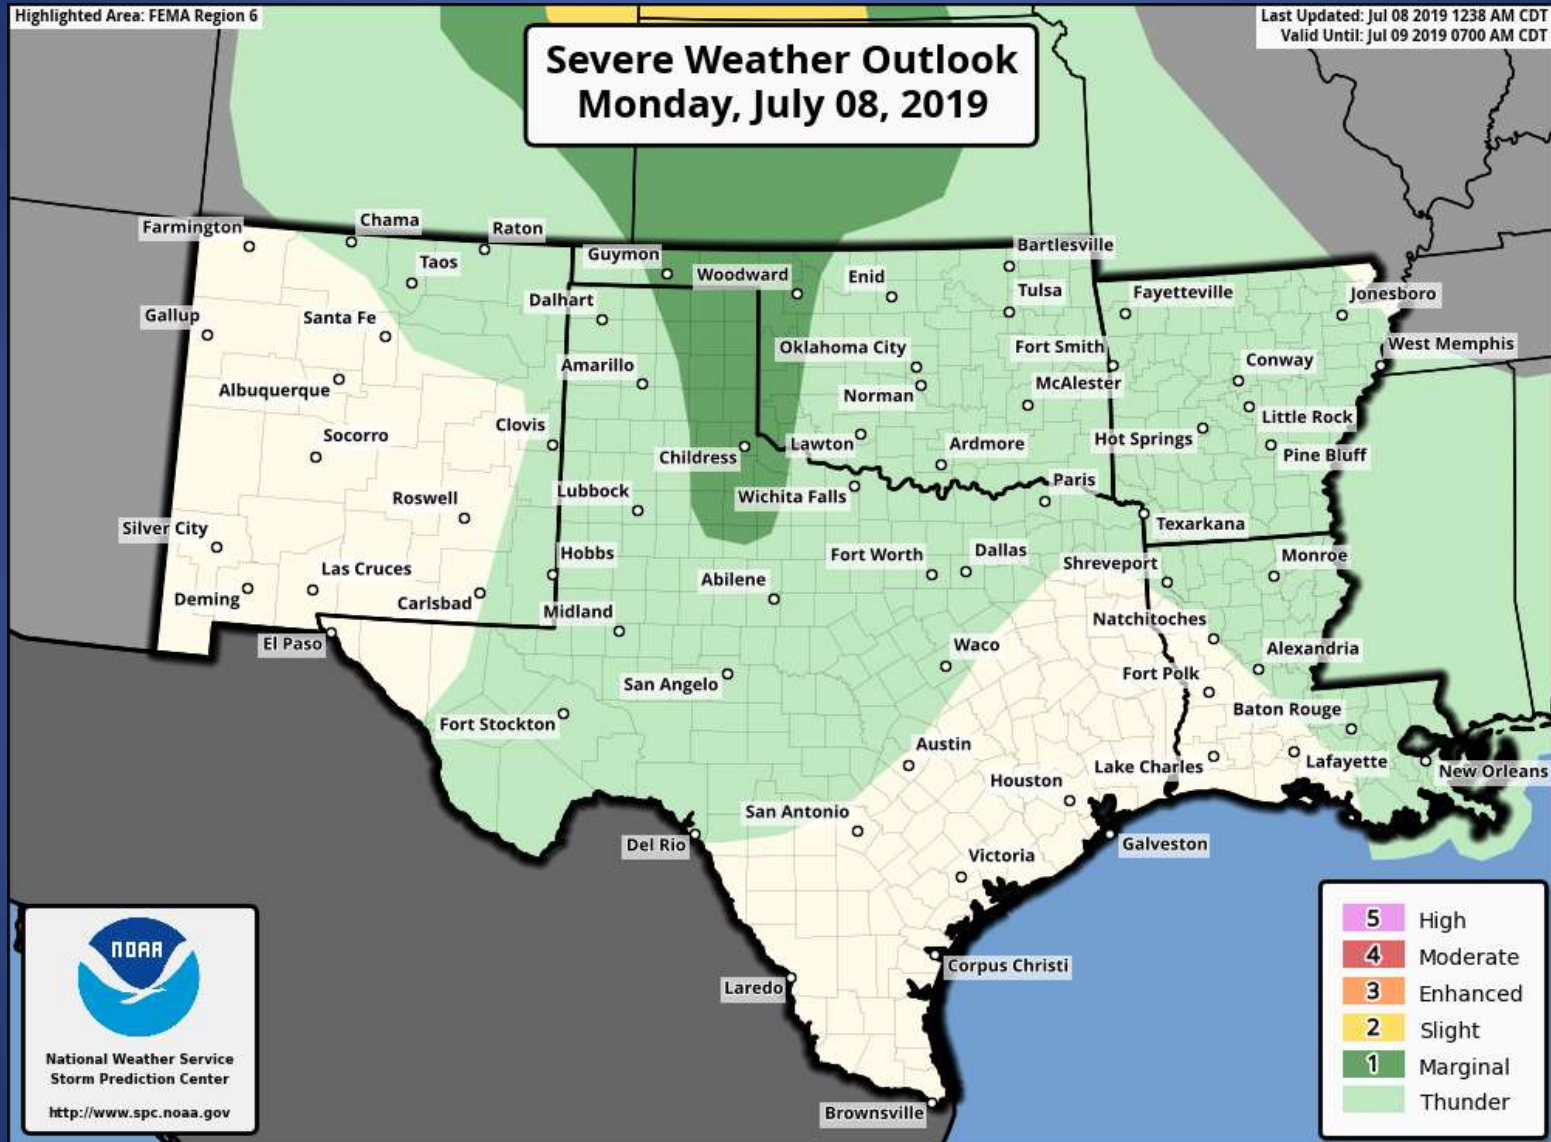 Highlighted Area: FEMA Region 6
Last Updated: Jul 08 2019 1238 AM CDT
Valid Until: Jul 09 2019 0700 AM CDT
Severe Weather Outlook
Monday, July 08, 2019
Farmington
Chama
Raton
Taos
Guymon
Woodward
Enid
Bartlesville
Tulsa
Fayetteville
Jonesboro
Gallup
Santa Fe
Dalhart
Oklahoma City
Fort Smith
West Memphis
Albuquerque
Amarillo
Norman
McAlester
Conway
Socorro
Clovis
Childress
Lawton
Ardmore
Hot Springs
Little Rock
Pine Bluff
Roswell
Lubbock
Wichita Falls
Paris
Texarkana
Silver City
Las Cruces
Hobbs
Abilene
Fort Worth
Dallas
Shreveport
Monroe
Deming
Carlsbad
Midland
Natchitoches
El Paso
San Angelo
Waco
Fort Polk
Alexandria
Fort Stockton
Austin
Baton Rouge
Houston
Lake Charles
Lafayette
New Orleans
San Antonio
Del Rio
Galveston
Victoria
Corpus Christi
Laredo
Brownsville
NOAA
National Weather Service
Storm Prediction Center
http://www.spc.noaa.gov
5 High
4 Moderate
3 Enhanced
2 Slight
1 Marginal
Thunder